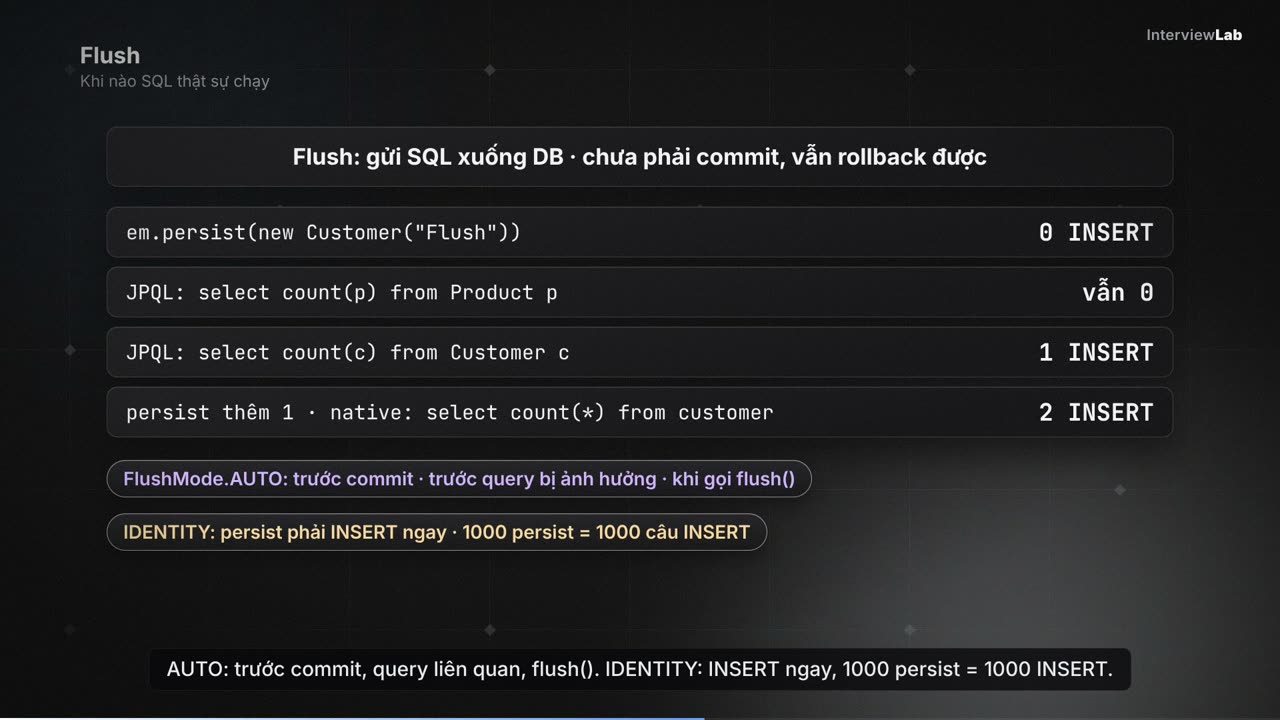 InterviewLab
Flush
Khi nào SQL thật sự chạy
Flush: gửi SQL xuống DB · chưa phải commit, vẫn rollback được
em.persist(new Customer("Flush")) 0 INSERT
JPQL: select count(p) from Product p vẫn 0
JPQL: select count(c) from Customer c 1 INSERT
persist thêm 1 · native: select count(*) from customer 2 INSERT
FlushMode.AUTO: trước commit · trước query bị ảnh hưởng · khi gọi flush()
IDENTITY: persist phải INSERT ngay · 1000 persist = 1000 câu INSERT
AUTO: trước commit, query liên quan, flush(). IDENTITY: INSERT ngay, 1000 persist = 1000 INSERT.